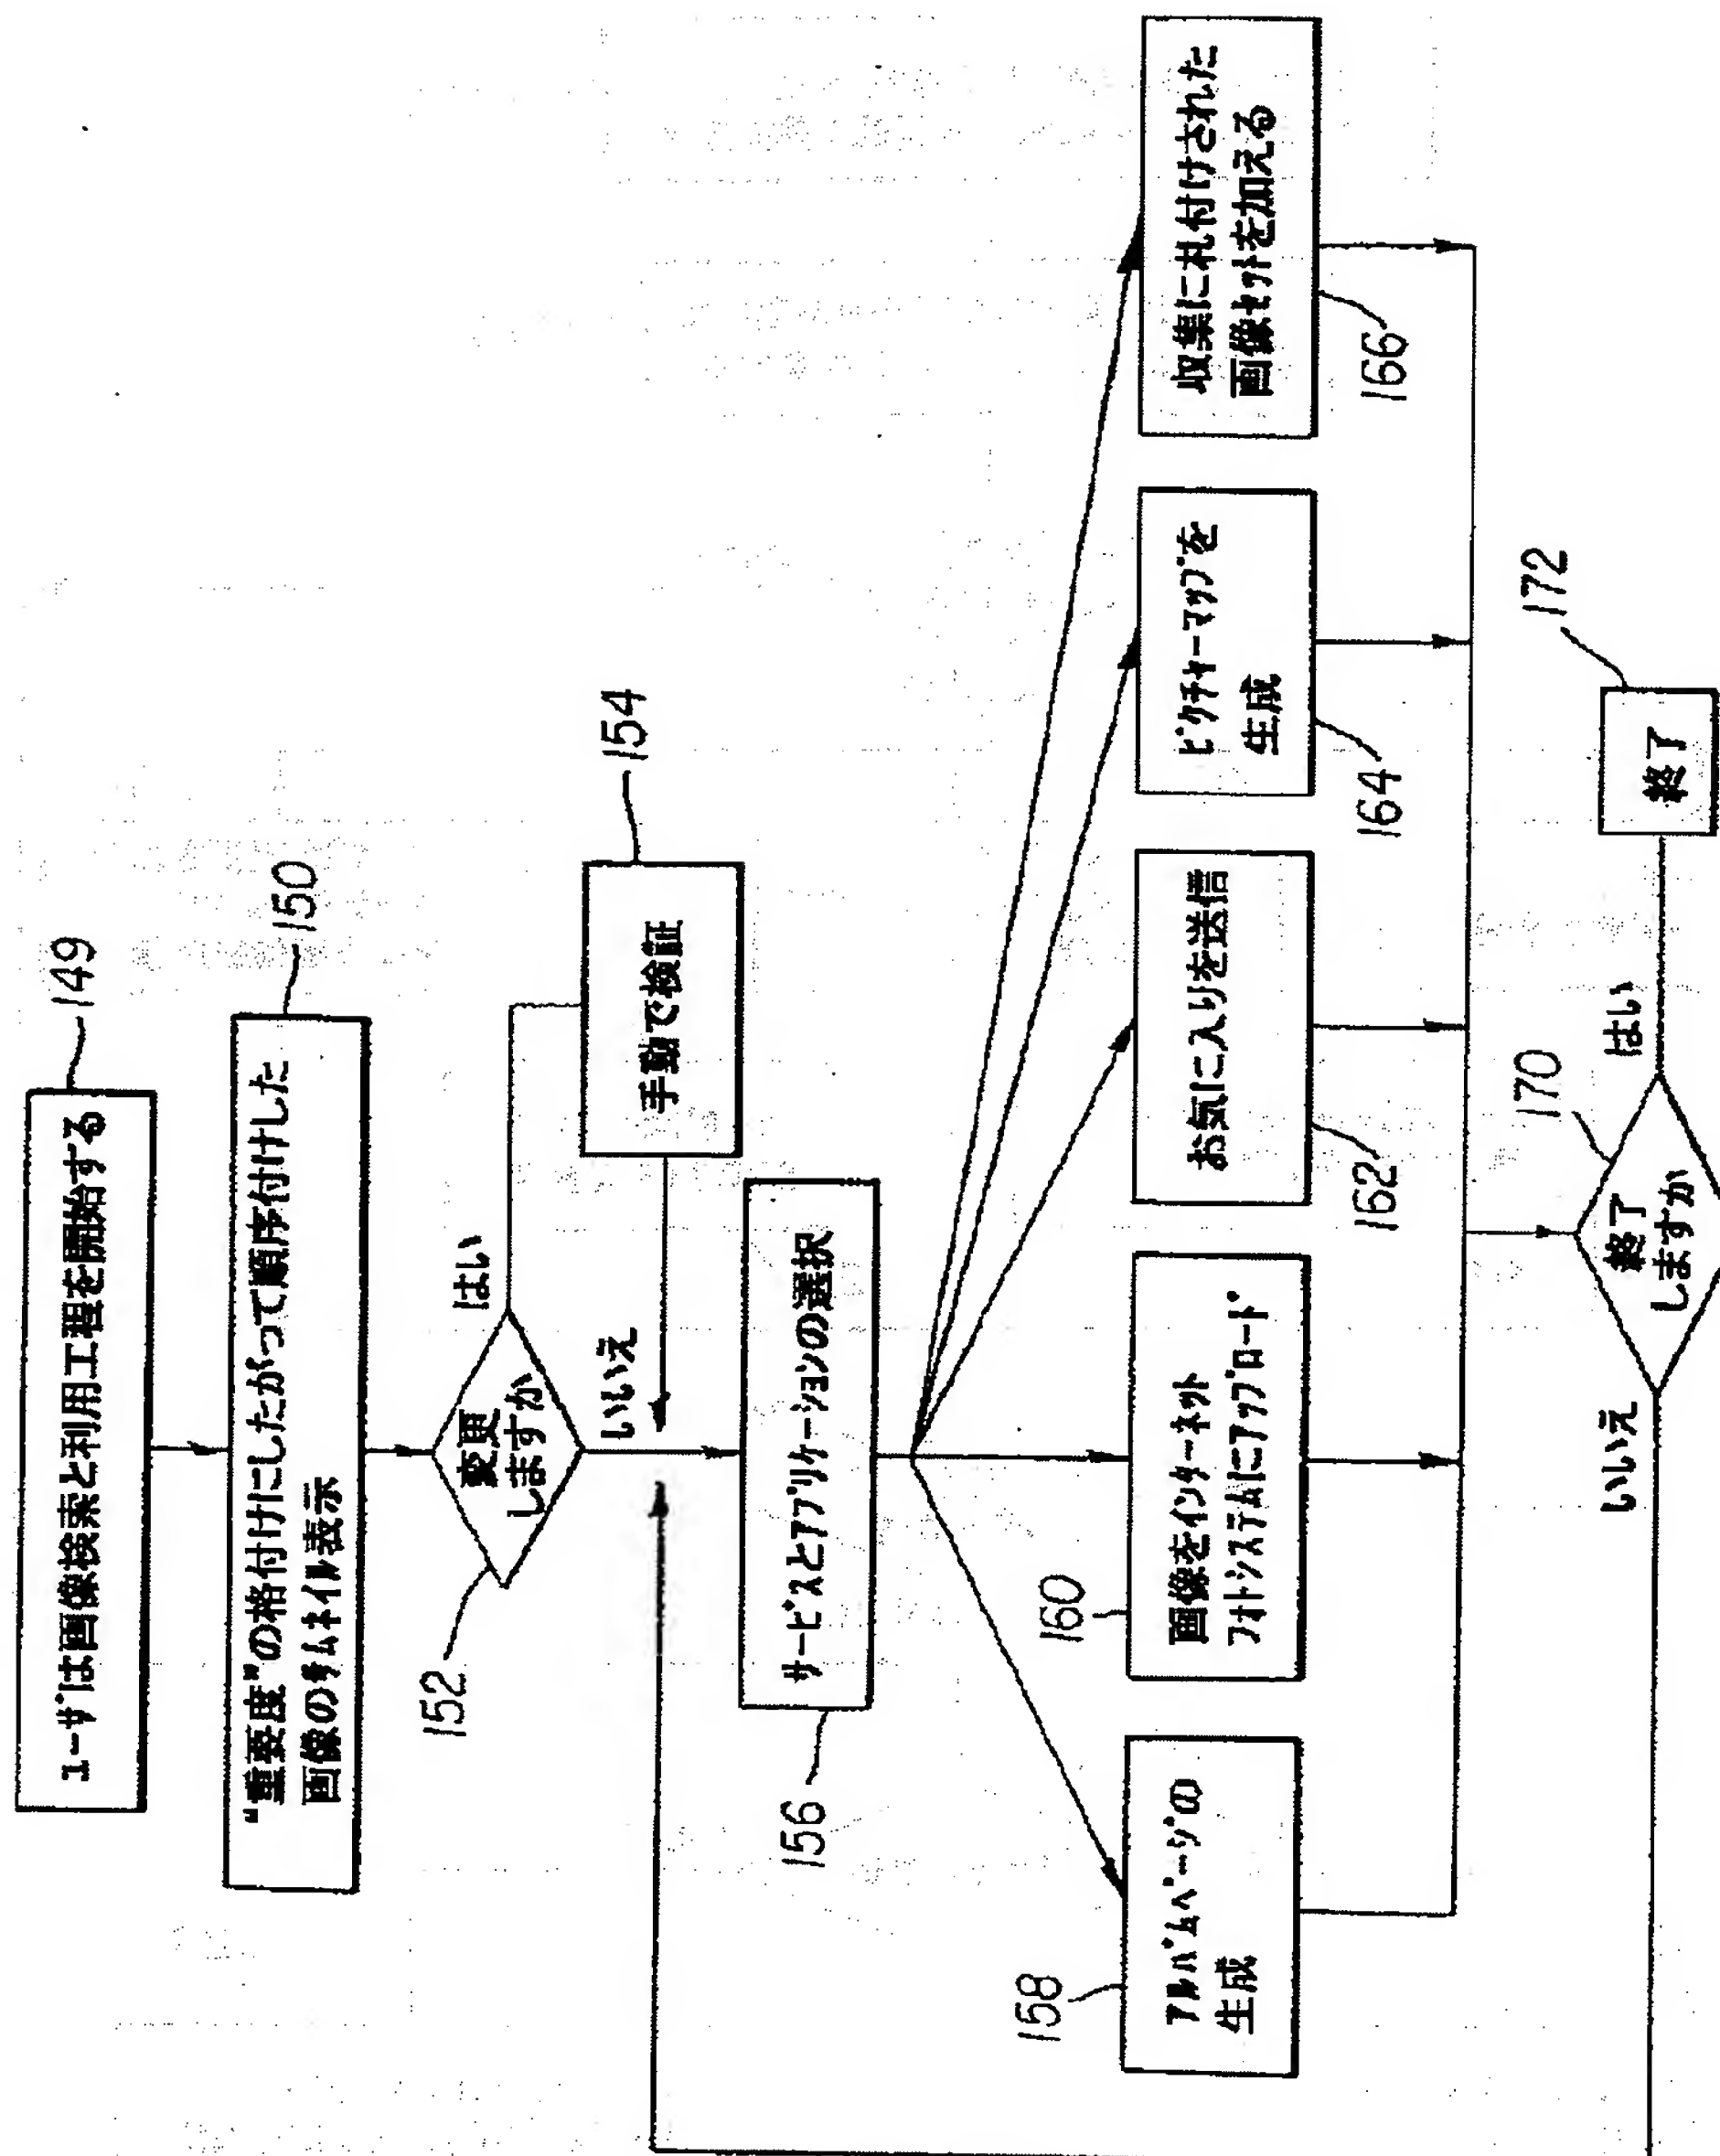 149
ﾕｰｻﾞは画像検索と利用工程を開始する
150
“重要度”の格付けにしたがって順序付けした
画像のｻﾑﾈｲﾙ表示
152
変更
しますか
はい
154
手動で検証
いいえ
156
ｻｰﾋﾞｽとｱﾌﾟﾘｹｰｼｮﾝの選択
158
ｱﾙﾊﾞﾑﾍﾟｰｼﾞの
生成
160
画像をｲﾝﾀｰﾈｯﾄ
ﾌｫﾄｼｽﾃﾑにｱｯﾌﾟﾛｰﾄﾞ
162
お気に入りを送信
164
ﾋﾟｸﾁｬｰﾏｯﾌﾟを
生成
166
収集に札付けされた
画像ｾｯﾄを加える
170
終了
しますか
いいえ
はい
172
終了